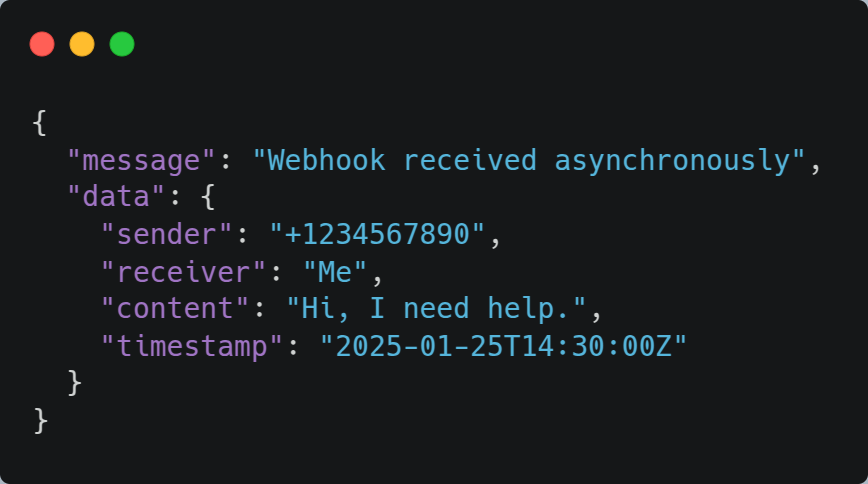 {
  "message": "Webhook received asynchronously",
  "data": {
    "sender": "+1234567890",
    "receiver": "Me",
    "content": "Hi, I need help.",
    "timestamp": "2025-01-25T14:30:00Z"
  }
}